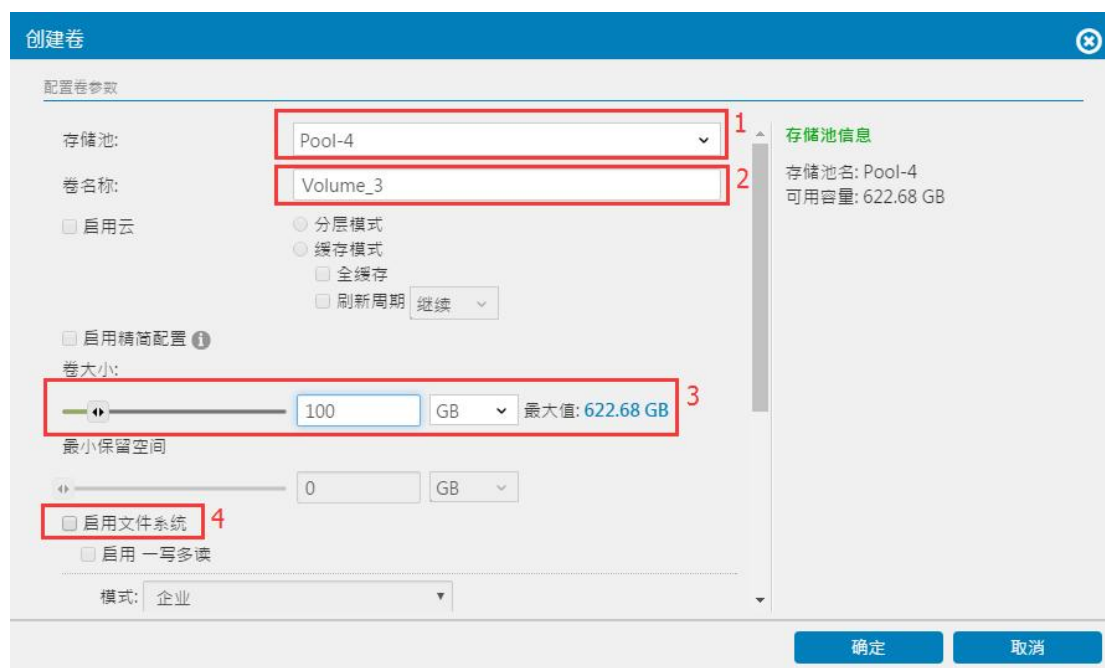 创建卷
配置卷参数
存储池: Pool-4 1
卷名称: Volume_3 2
启用云 分层模式
缓存模式
全缓存
刷新周期 继续
启用精简配置
卷大小:
100 GB 最大值: 622.68 GB 3
最小保留空间
0 GB
启用文件系统 4
启用 一写多读
模式: 企业
存储池信息
存储池名: Pool-4
可用容量: 622.68 GB
确定 取消